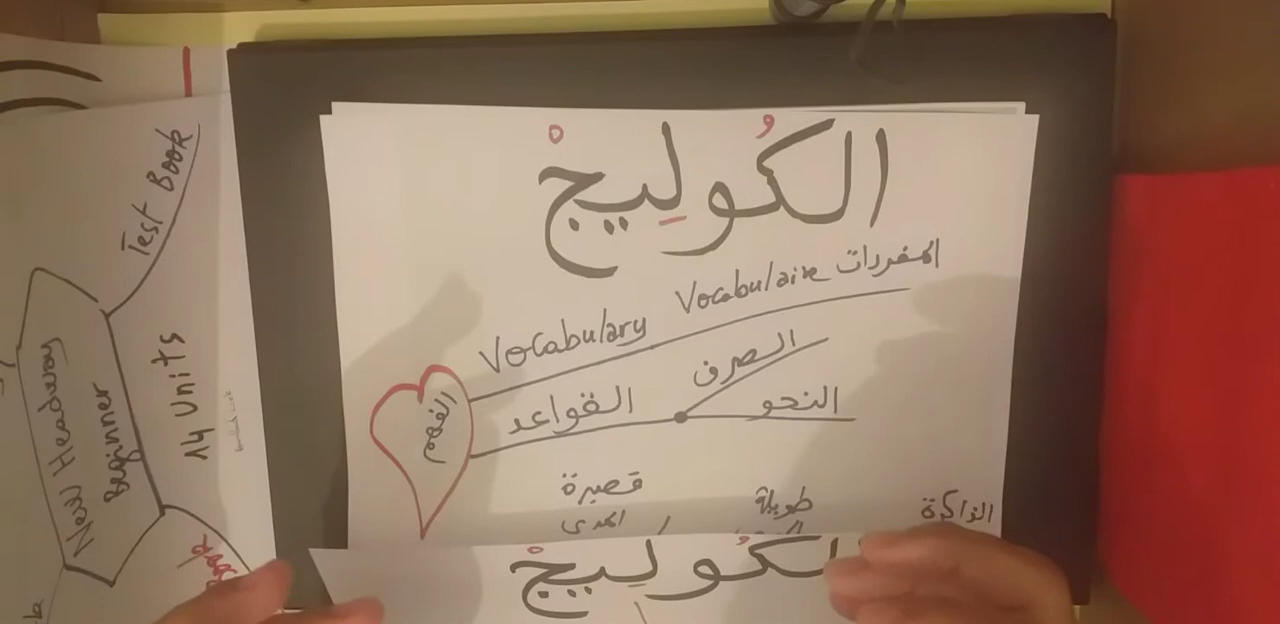 الكُولِيجْ
Vocabulary Vocabulaire المفردات
الصرف
القواعد النحو
الفهم
قصيرة طويلة الذاكرة
المدى
الكُولِيجْ
Test Book
14 Units
New Headway
Beginner